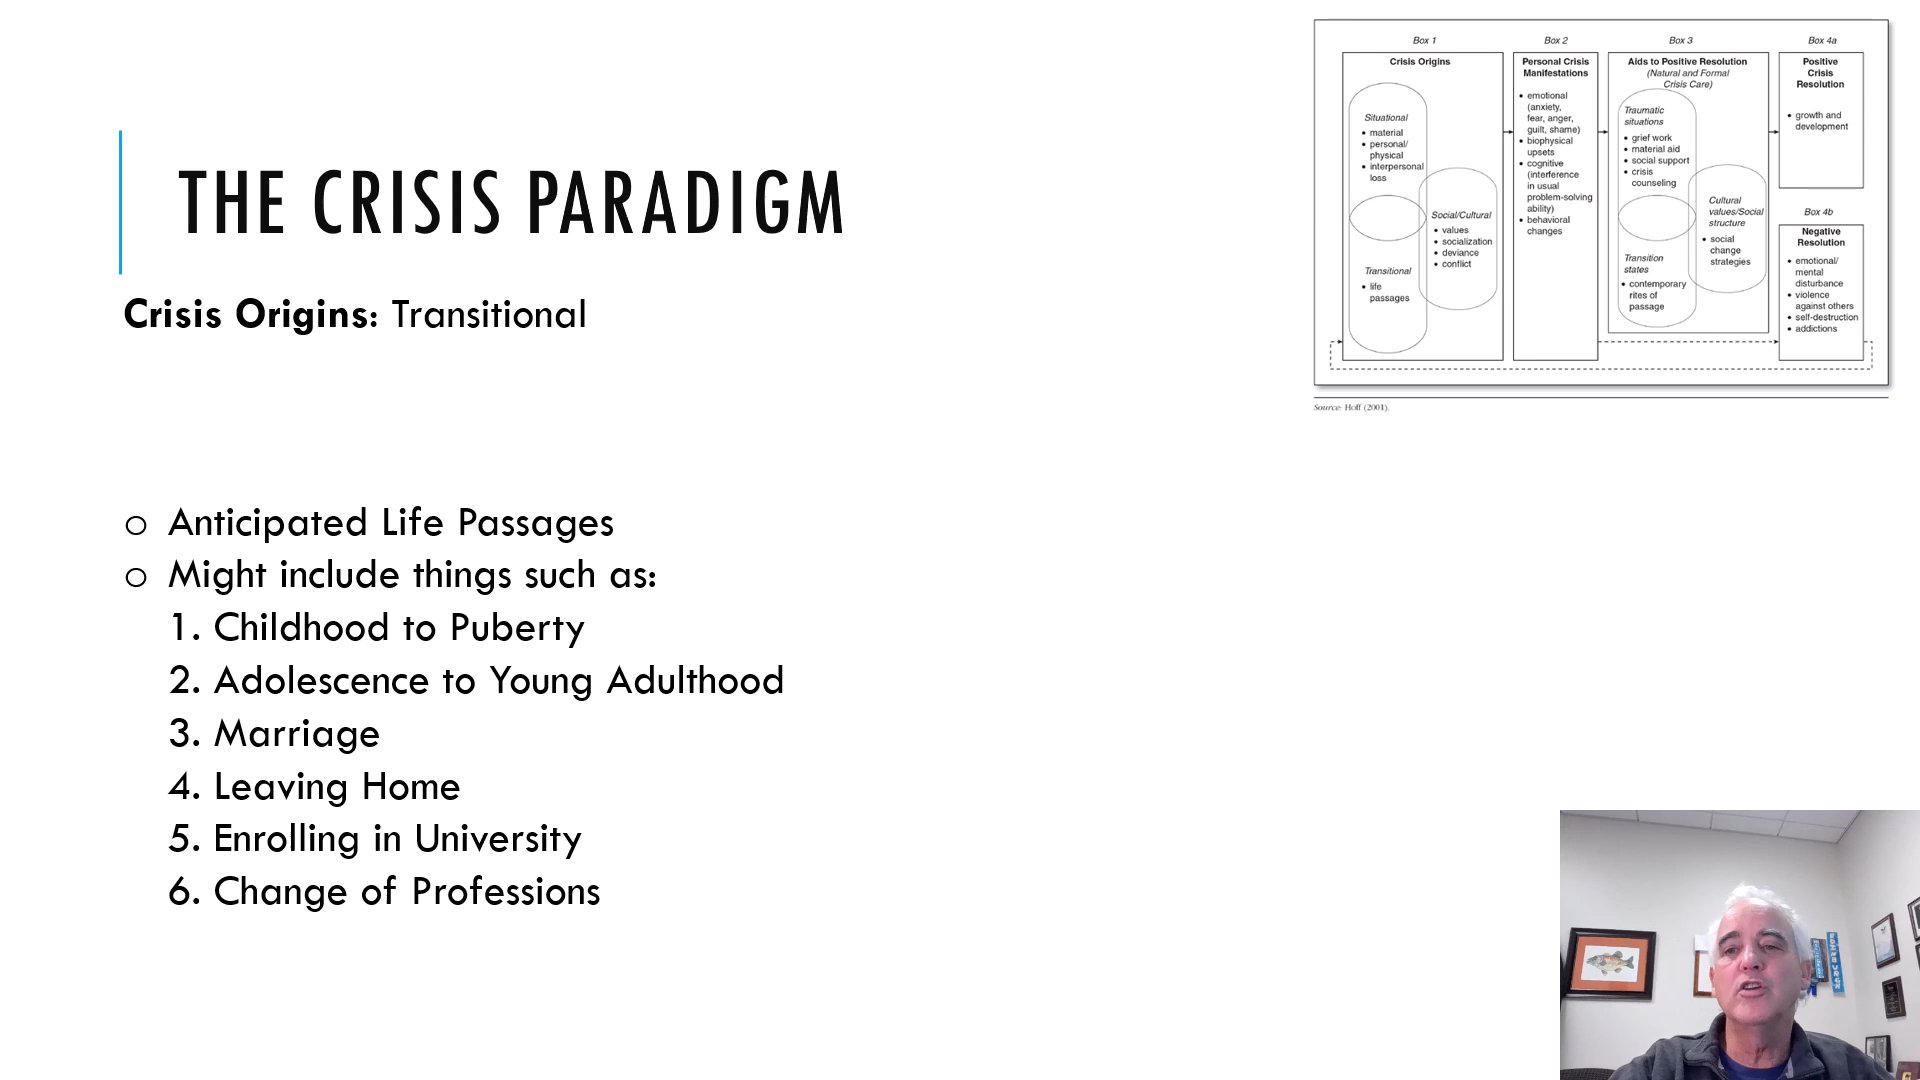 THE CRISIS PARADIGM
Crisis Origins: Transitional
o Anticipated Life Passages
o Might include things such as:
1. Childhood to Puberty
2. Adolescence to Young Adulthood
3. Marriage
4. Leaving Home
5. Enrolling in University
6. Change of Professions
Box 1
Crisis Origins
Situational
• material
• personal/
physical
• interpersonal
loss
Social/Cultural
• values
• socialization
• deviance
• conflict
Transitional
• life
passages
Box 2
Personal Crisis
Manifestations
• emotional
(anxiety,
fear, anger,
guilt, shame)
• biophysical
upsets
• cognitive
(interference
in usual
problem-solving
ability)
• behavioral
changes
Box 3
Aids to Positive Resolution
(Natural and Formal
Crisis Care)
Traumatic
situations
• grief work
• material aid
• social support
• crisis
counseling
Cultural
values/Social
structure
• social
change
strategies
Transition
states
• contemporary
rites of
passage
Box 4a
Positive
Crisis
Resolution
• growth and
development
Box 4b
Negative
Resolution
• emotional/
mental
disturbance
• violence
against others
• self-destruction
• addictions
Source: Hoff (2001).